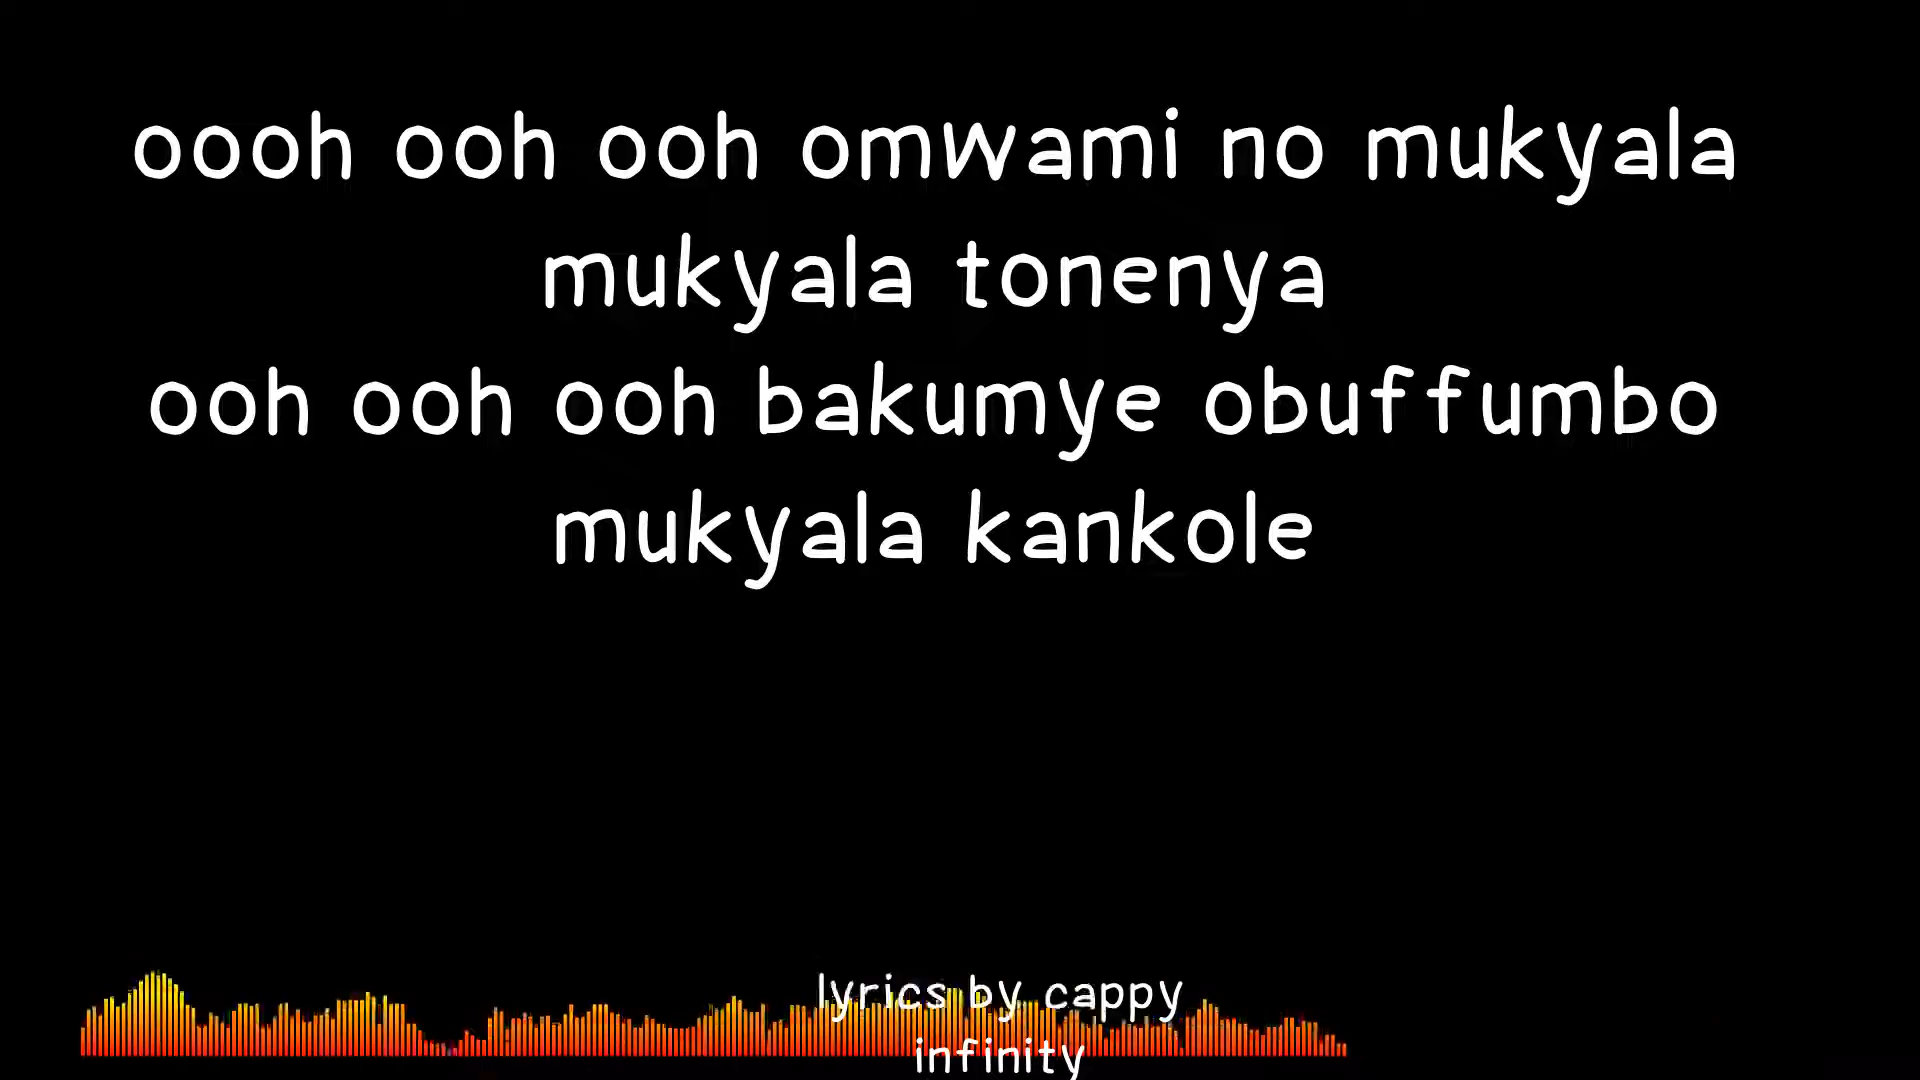 oooh ooh ooh omwami no mukyala
mukyala tonenya
ooh ooh ooh bakumye obuffumbo
mukyala kankole
lyrics by cappy
infinity